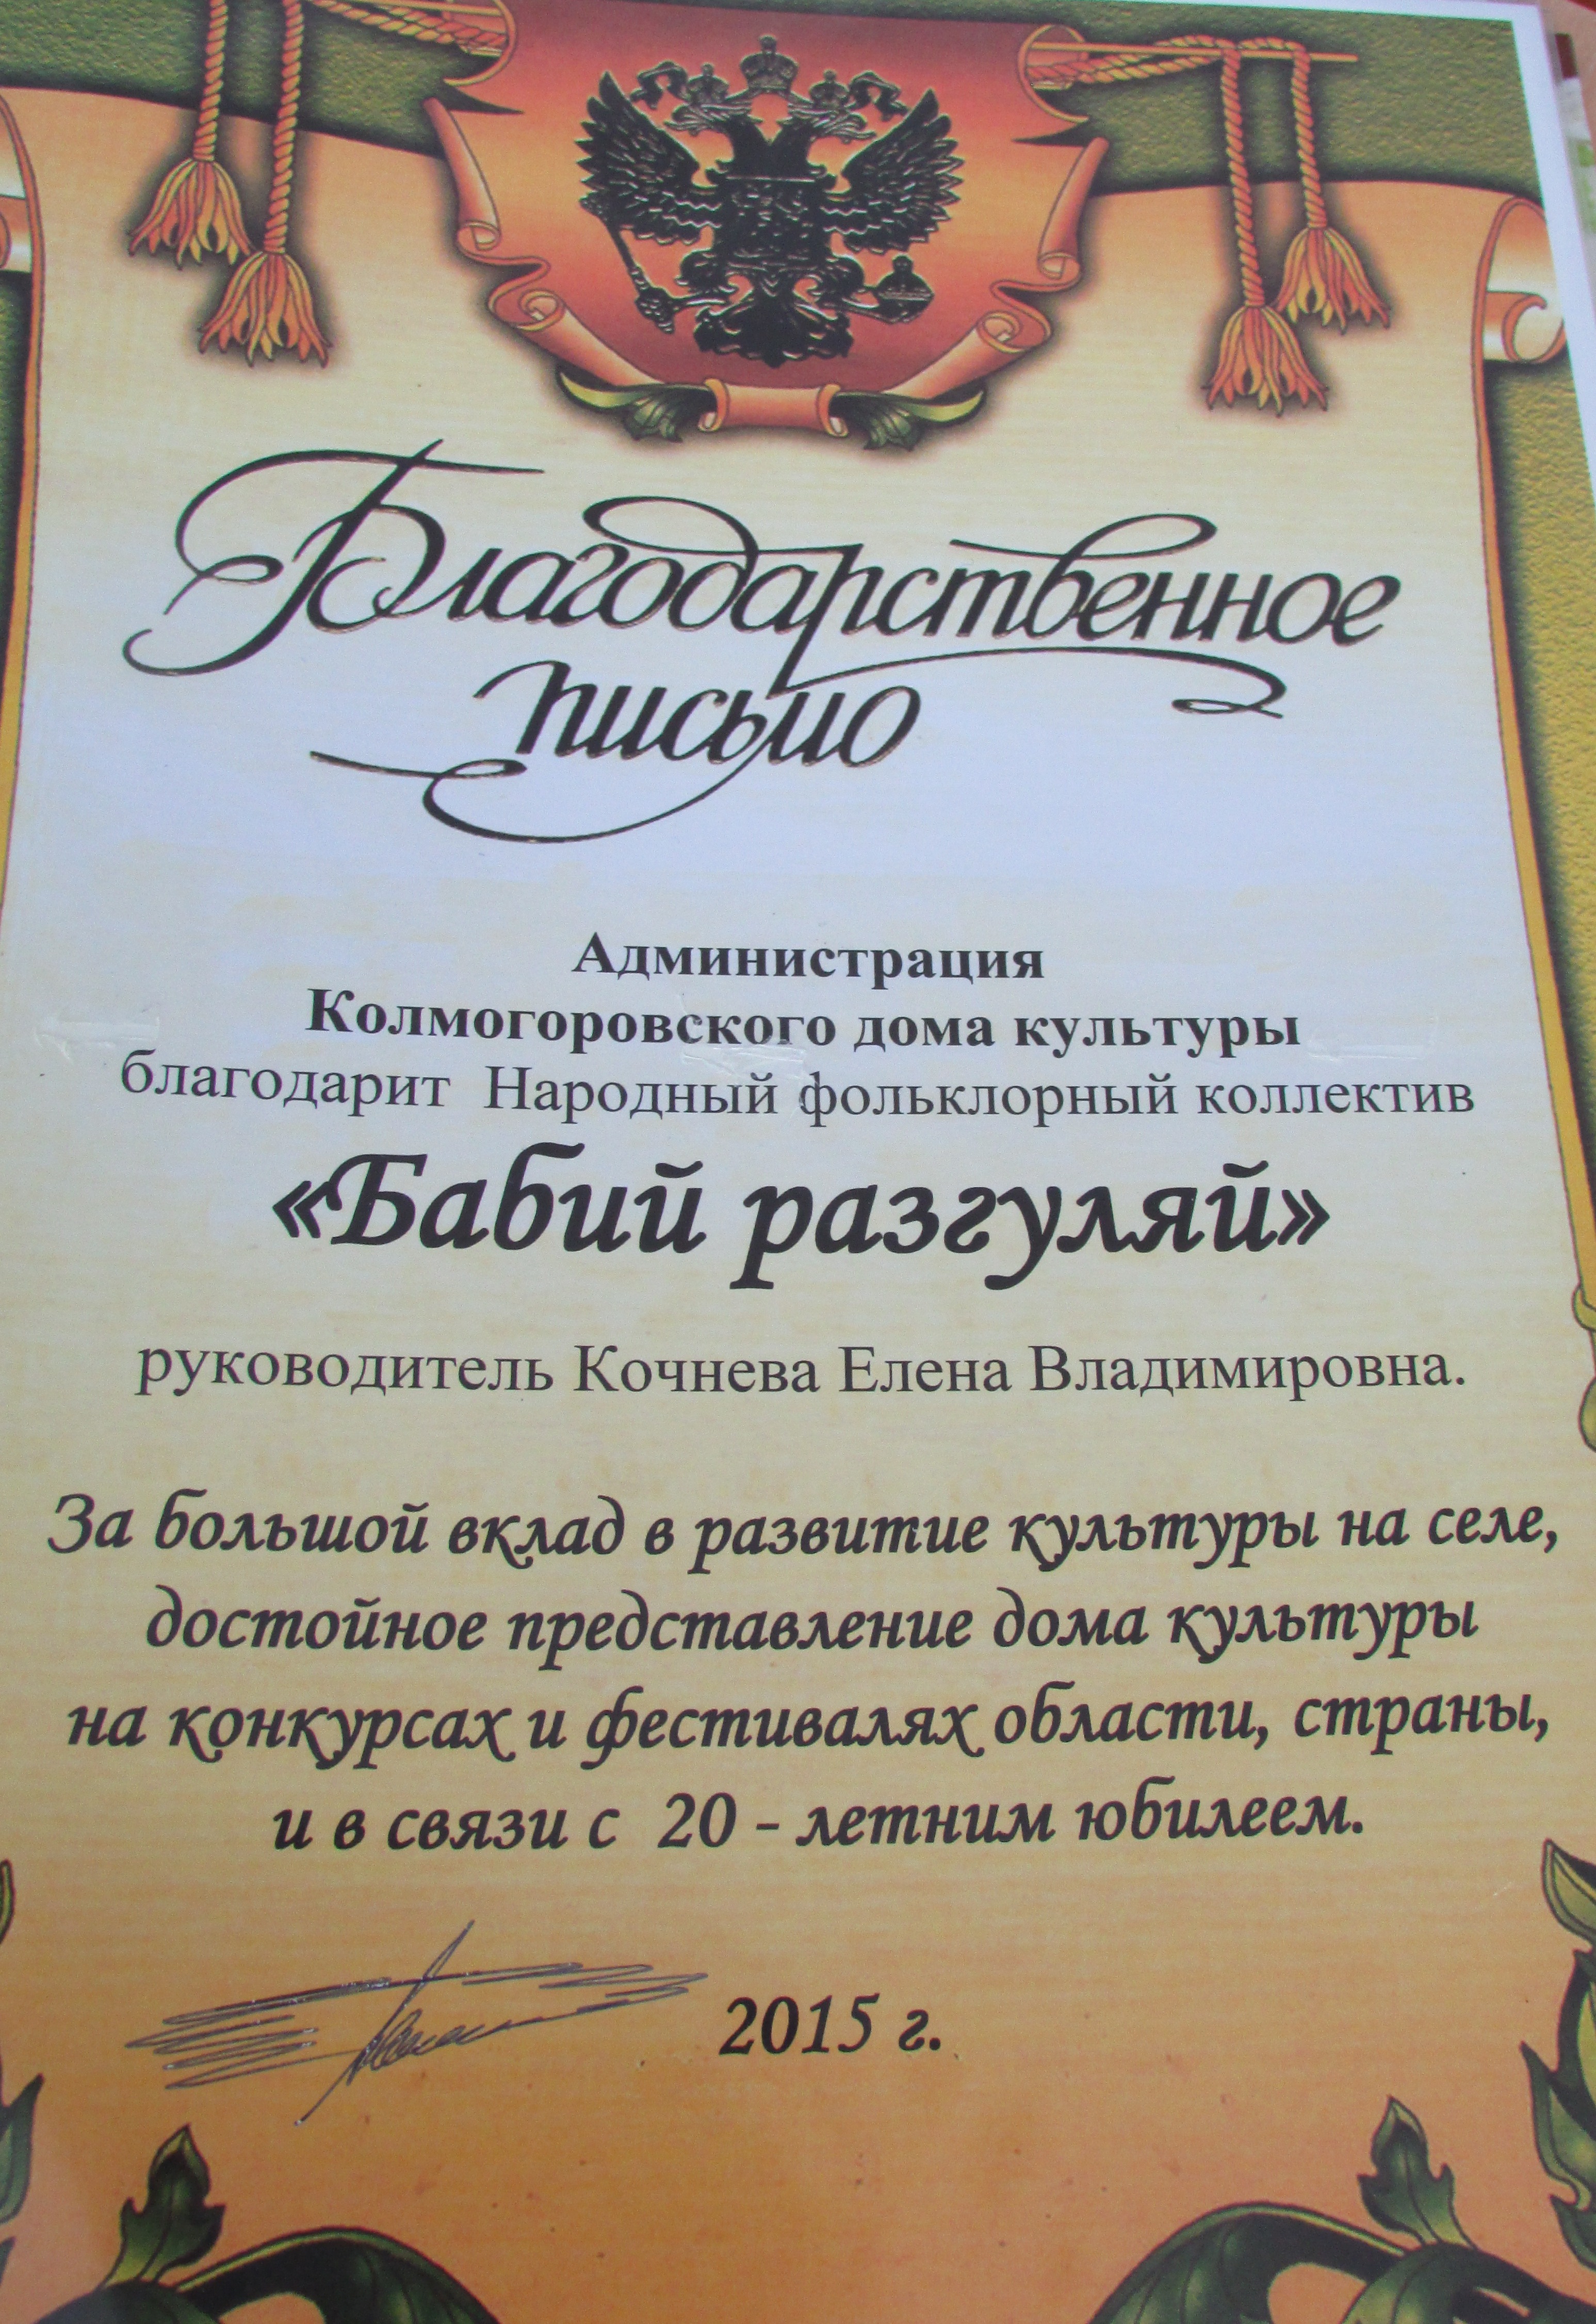 Благодарственное
письмо
Администрация
Колмогоровского дома культуры
благодарит Народный фольклорный коллектив
«Бабий разгуляй»
руководитель Кочнева Елена Владимировна.
За большой вклад в развитие культуры на селе,
достойное представление дома культуры
на конкурсах и фестивалях области, страны,
и в связи с 20 - летним юбилеем.
2015 г.